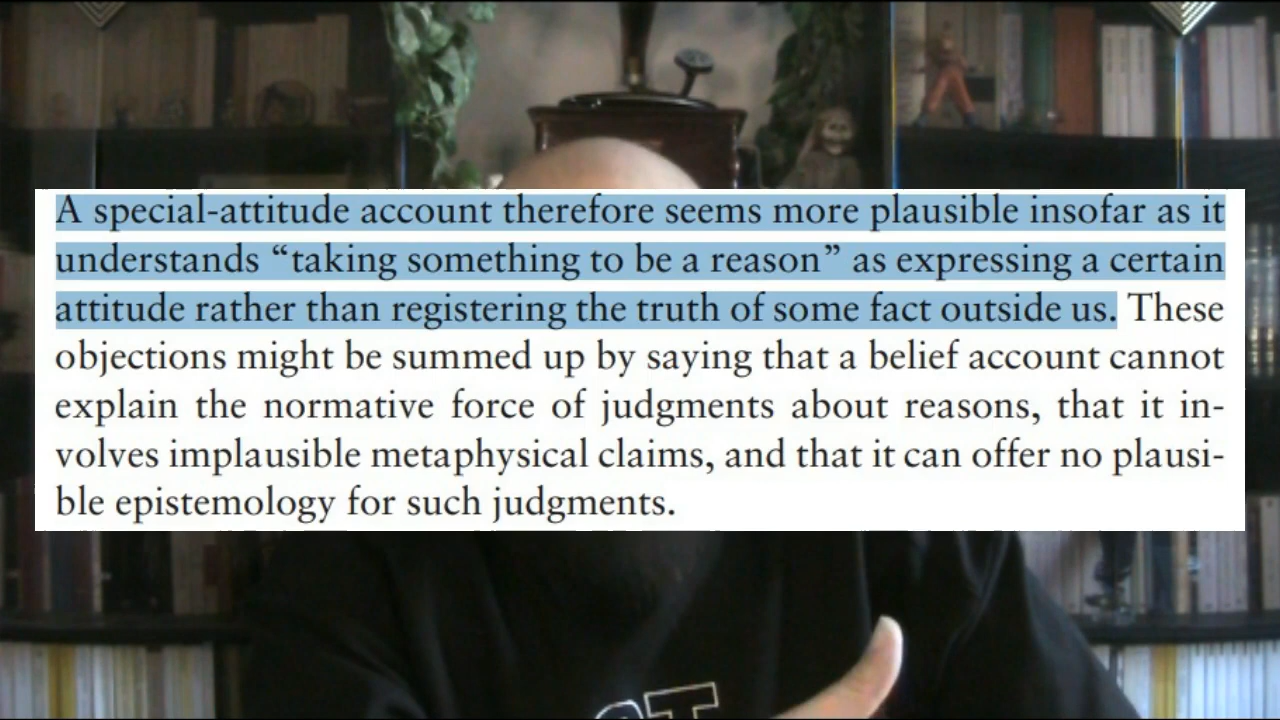 A special-attitude account therefore seems more plausible insofar as it
understands “taking something to be a reason” as expressing a certain
attitude rather than registering the truth of some fact outside us. These
objections might be summed up by saying that a belief account cannot
explain the normative force of judgments about reasons, that it in-
volves implausible metaphysical claims, and that it can offer no plausi-
ble epistemology for such judgments.